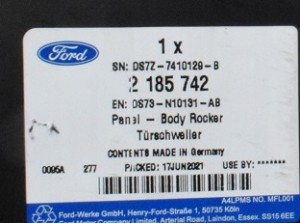 Ford
1 x
SN: DS7Z-7410129-B
2 185 742
EN: DS73-N10131-AB
Panel - Body Rocker
Türschweller
CONTENTS MADE IN Germany
0095A 277 PACKED: 17JUN2021 USE BY: *******
A4LPMS NO. MFL001
Ford-Werke GmbH, Henry-Ford-Straße 1, 50735 Köln
Ford Motor Company Limited, Arterial Road, Laindon, Essex. SS15 6EE